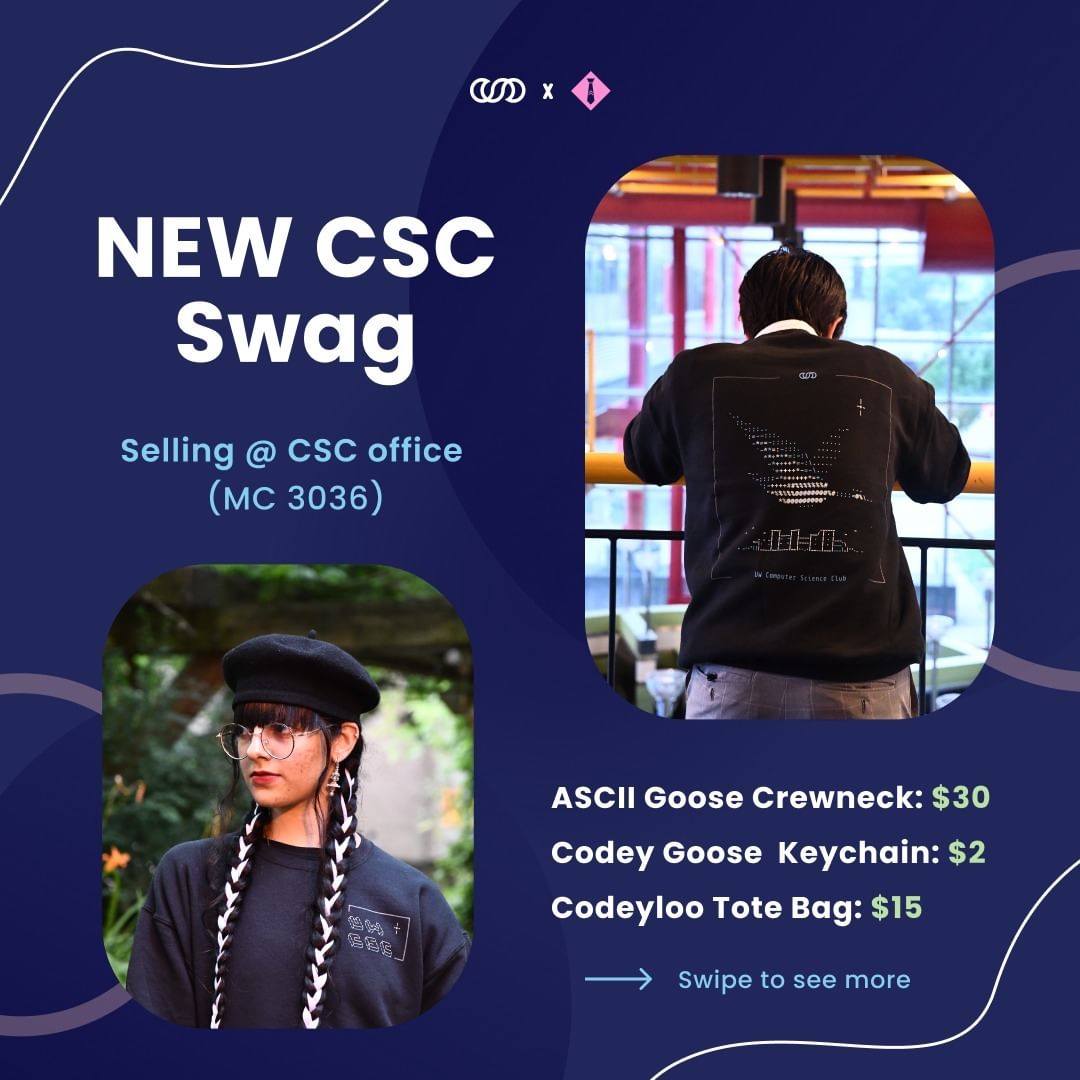 X
NEW CSC
Swag
Selling @ CSC office
(MC 3036)
UW Computer Science Club
UW
CSC
ASCII Goose Crewneck: $30
Codey Goose  Keychain: $2
Codeyloo Tote Bag: $15
Swipe to see more